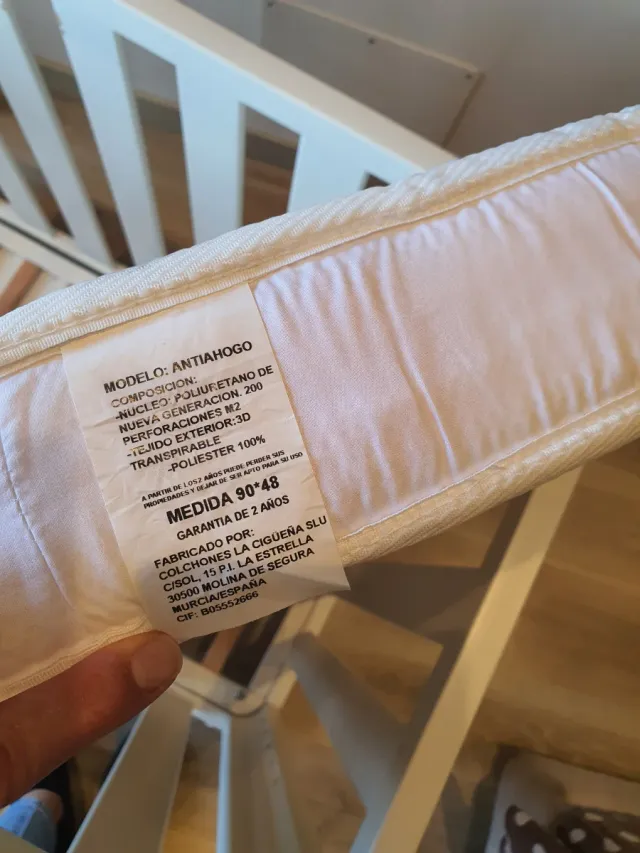 MODELO: ANTIAHOGO
COMPOSICION:
-NUCLEO: POLIURETANO DE
NUEVA GENERACION. 200
PERFORACIONES M2
-TEJIDO EXTERIOR:3D
TRANSPIRABLE
-POLIESTER 100%
A PARTIR DE LOS 2 AÑOS PUEDE PERDER SUS
PROPIEDADES Y DEJAR DE SER APTO PARA SU USO
MEDIDA 90*48
GARANTIA DE 2 AÑOS
FABRICADO POR:
COLCHONES LA CIGÜEÑA SLU
C/SOL, 15 P.I. LA ESTRELLA
30500 MOLINA DE SEGURA
MURCIA/ESPAÑA
CIF: B05552666